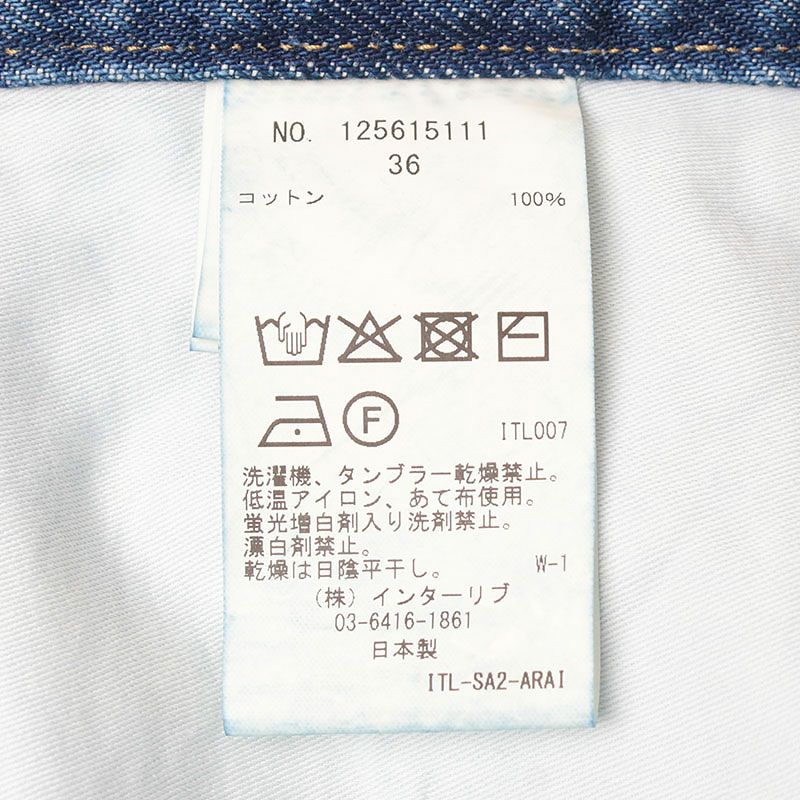 NO. 125615111
36
コットン 100%
F
ITL007
洗濯機、タンブラー乾燥禁止。
低温アイロン、あて布使用。
蛍光増白剤入り洗剤禁止。
漂白剤禁止。
乾燥は日陰平干し。 W-1
(株) インターリブ
03-6416-1861
日本製
ITL-SA2-ARAI